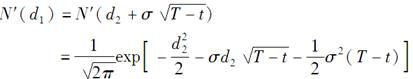 N′(d₁) = N′(d₂ + σ √(T − t))
= 1/√(2π) exp[ − d₂²/2 − σd₂ √(T − t) − 1/2 σ²(T − t) ]